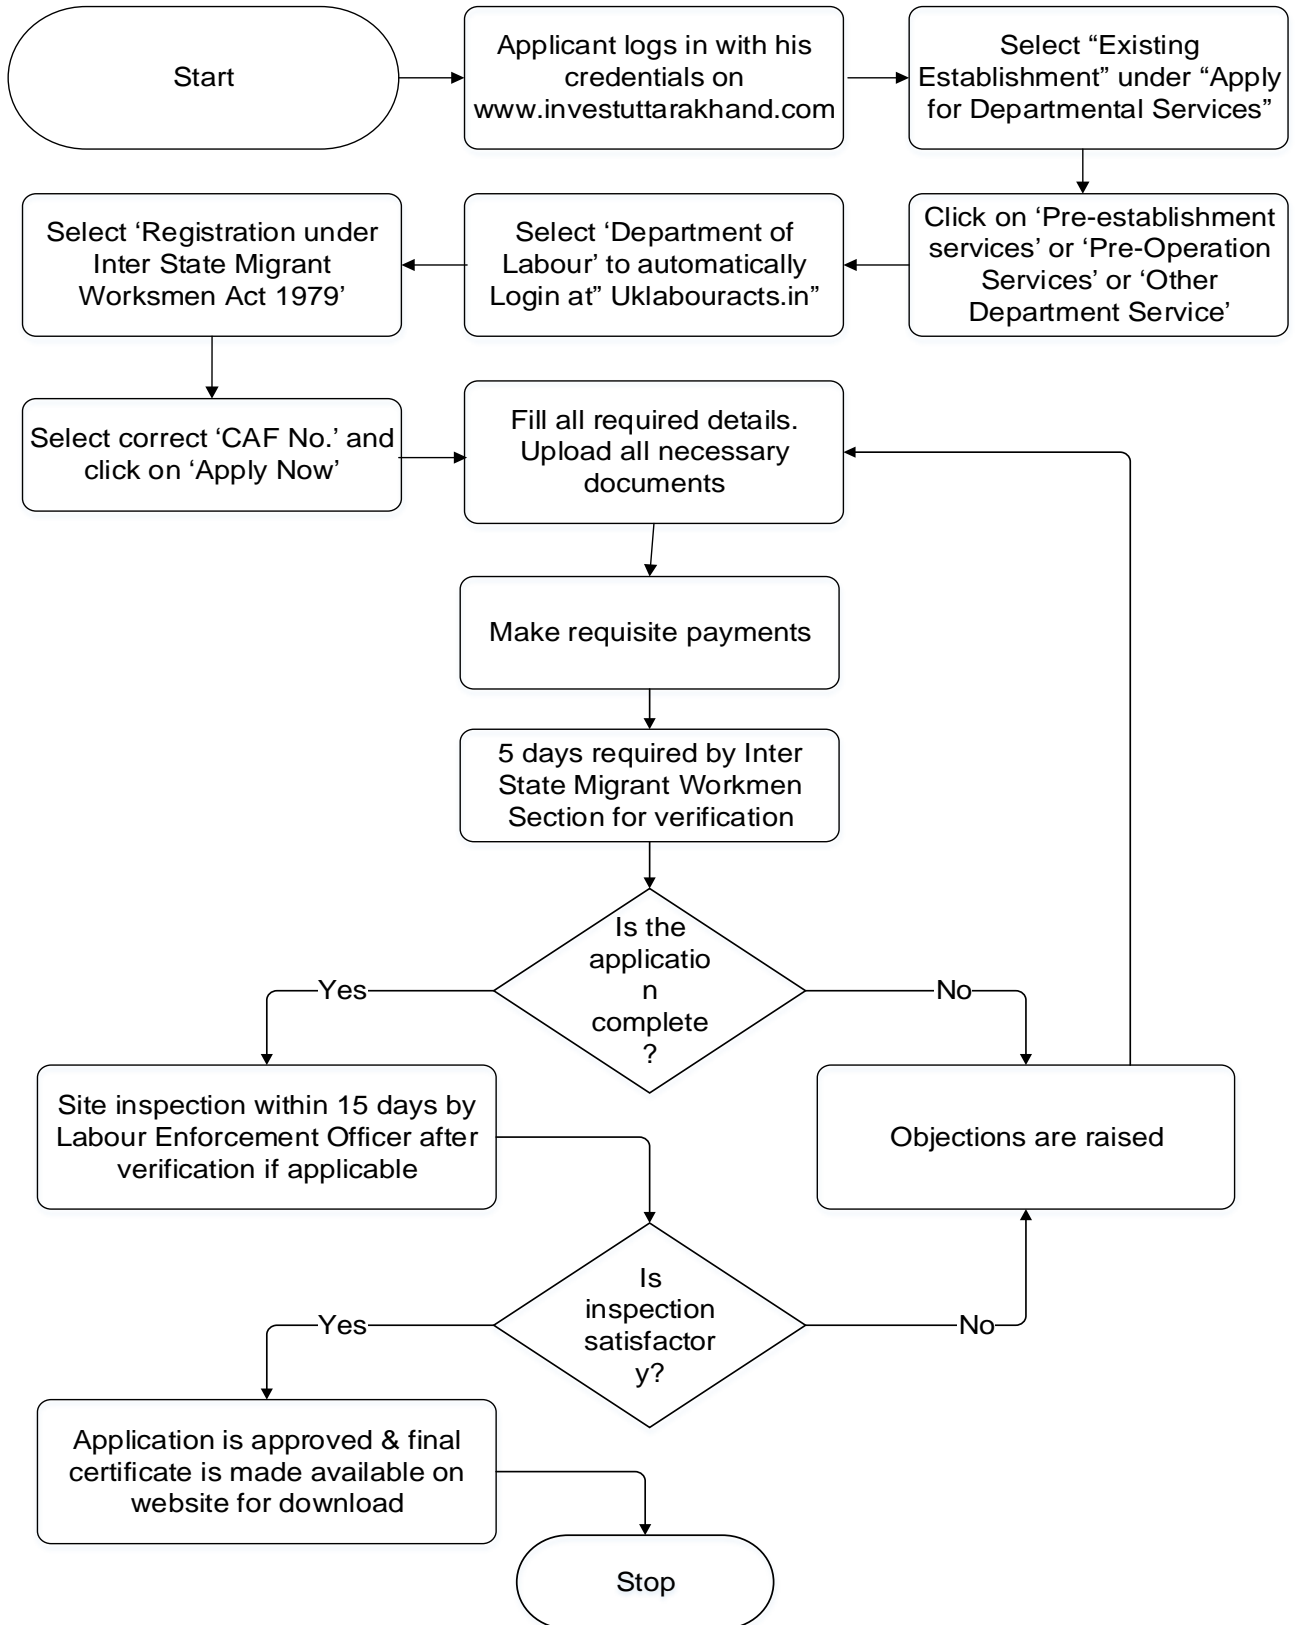 Start
Applicant logs in with his
credentials on
www.investuttarakhand.com
Select “Existing
Establishment” under “Apply
for Departmental Services”
Click on ‘Pre-establishment
services’ or ‘Pre-Operation
Services’ or ‘Other
Department Service’
Select ‘Department of
Labour’ to automatically
Login at” Uklabouracts.in”
Select ‘Registration under
Inter State Migrant
Worksmen Act 1979’
Select correct ‘CAF No.’ and
click on ‘Apply Now’
Fill all required details.
Upload all necessary
documents
Make requisite payments
5 days required by Inter
State Migrant Workmen
Section for verification
Is the
applicatio
n
complete
?
Yes
No
Site inspection within 15 days by
Labour Enforcement Officer after
verification if applicable
Objections are raised
Is
inspection
satisfactor
y?
Yes
No
Application is approved & final
certificate is made available on
website for download
Stop